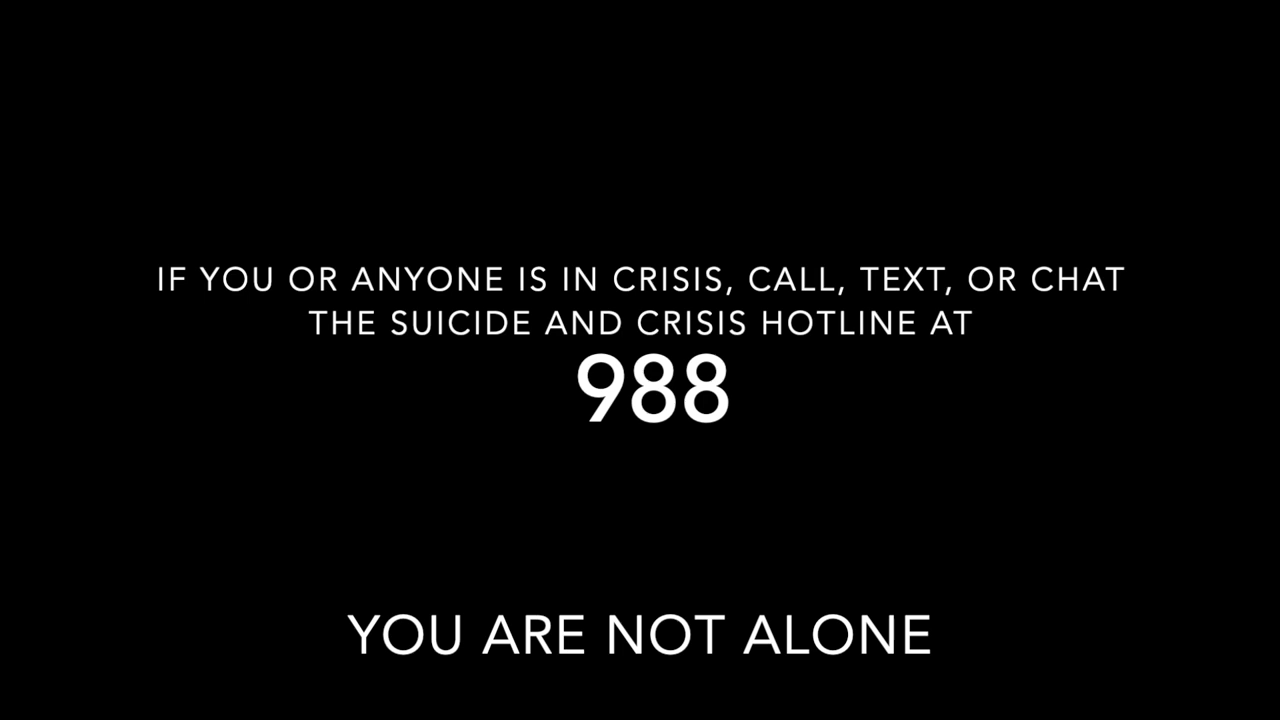 IF YOU OR ANYONE IS IN CRISIS, CALL, TEXT, OR CHAT
THE SUICIDE AND CRISIS HOTLINE AT
988
YOU ARE NOT ALONE